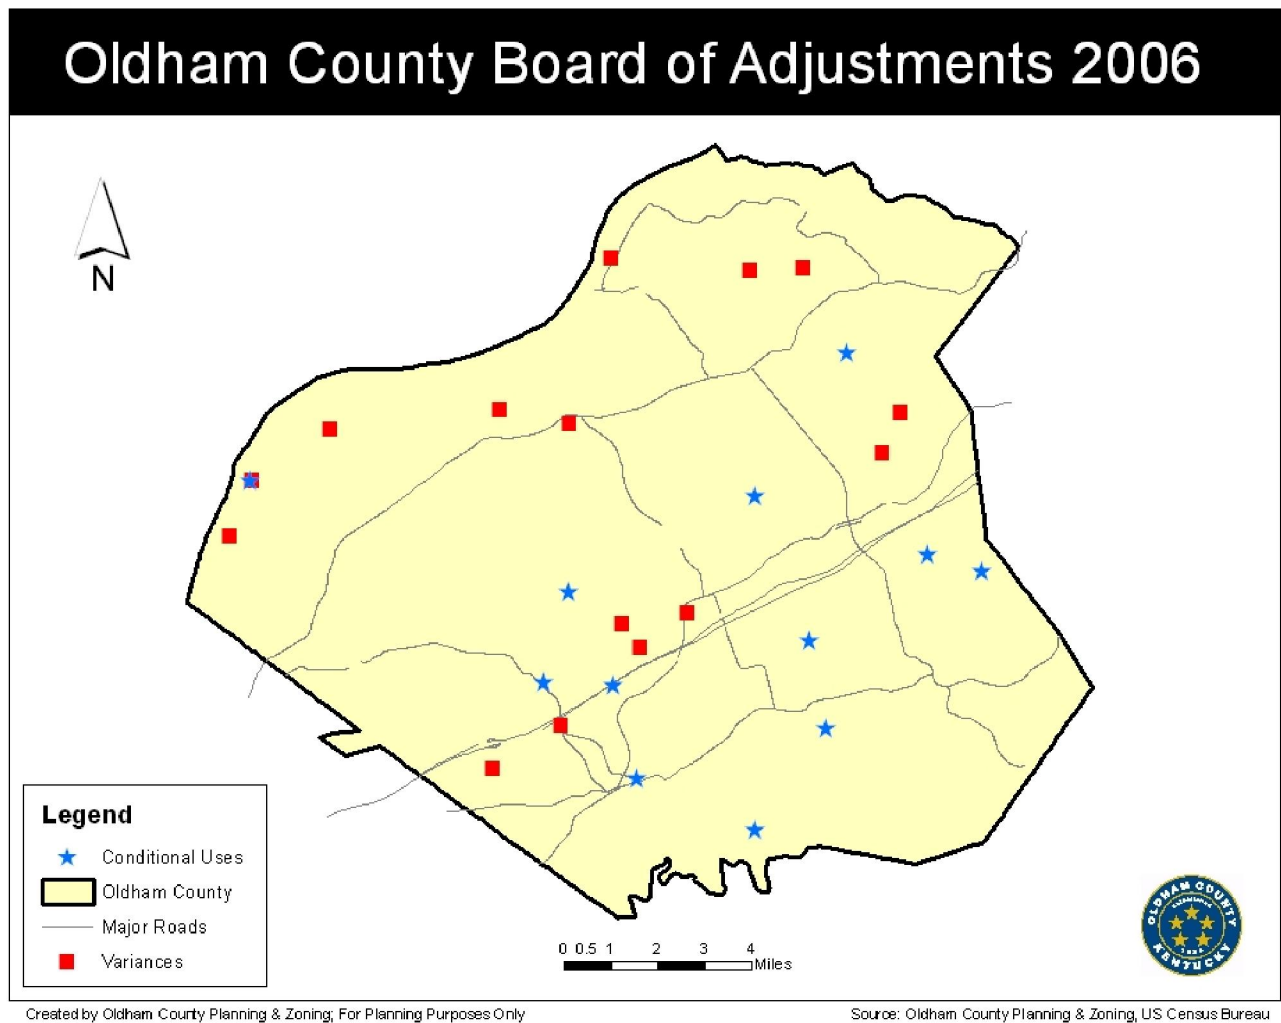 Oldham County Board of Adjustments 2006
N
Legend
Conditional Uses
Oldham County
Major Roads
Variances
0 0.5 1 2 3 4
Miles
OLDHAM COUNTY
KENTUCKY
Created by Oldham County Planning & Zoning; For Planning Purposes Only
Source: Oldham County Planning & Zoning, US Census Bureau